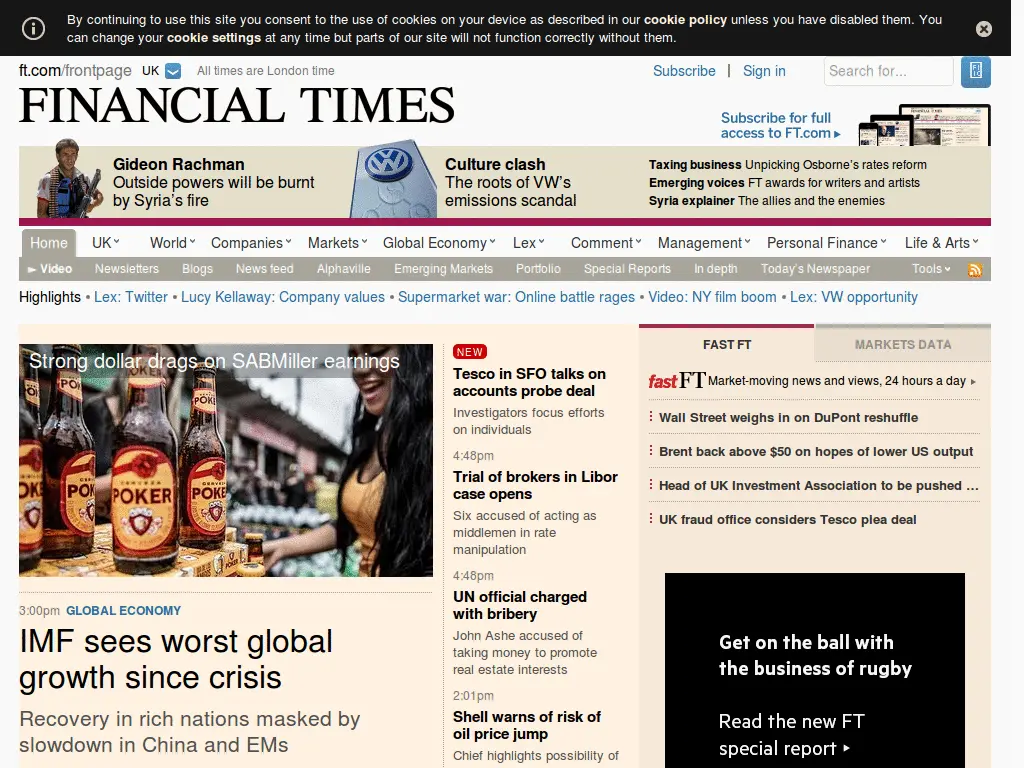 By continuing to use this site you consent to the use of cookies on your device as described in our cookie policy unless you have disabled them. You
can change your cookie settings at any time but parts of our site will not function correctly without them.
ft.com/frontpage UK All times are London time
Subscribe | Sign in
Search for...
FINANCIAL TIMES
Subscribe for full
access to FT.com
Gideon Rachman
Outside powers will be burnt
by Syria's fire
Culture clash
The roots of VW's
emissions scandal
Taxing business Unpicking Osborne's rates reform
Emerging voices FT awards for writers and artists
Syria explainer The allies and the enemies
Home UK World Companies Markets Global Economy Lex Comment Management Personal Finance Life & Arts
Video Newsletters Blogs News feed Alphaville Emerging Markets Portfolio Special Reports In depth Today's Newspaper Tools
Highlights • Lex: Twitter • Lucy Kellaway: Company values • Supermarket war: Online battle rages • Video: NY film boom • Lex: VW opportunity
Strong dollar drags on SABMiller earnings
POKER
POKER
POKER
3:00pm GLOBAL ECONOMY
IMF sees worst global
growth since crisis
Recovery in rich nations masked by
slowdown in China and EMs
NEW
Tesco in SFO talks on
accounts probe deal
Investigators focus efforts
on individuals
4:48pm
Trial of brokers in Libor
case opens
Six accused of acting as
middlemen in rate
manipulation
4:48pm
UN official charged
with bribery
John Ashe accused of
taking money to promote
real estate interests
2:01pm
Shell warns of risk of
oil price jump
Chief highlights possibility of
FAST FT
MARKETS DATA
fastFT Market-moving news and views, 24 hours a day
Wall Street weighs in on DuPont reshuffle
Brent back above $50 on hopes of lower US output
Head of UK Investment Association to be pushed ...
UK fraud office considers Tesco plea deal
Get on the ball with
the business of rugby
Read the new FT
special report